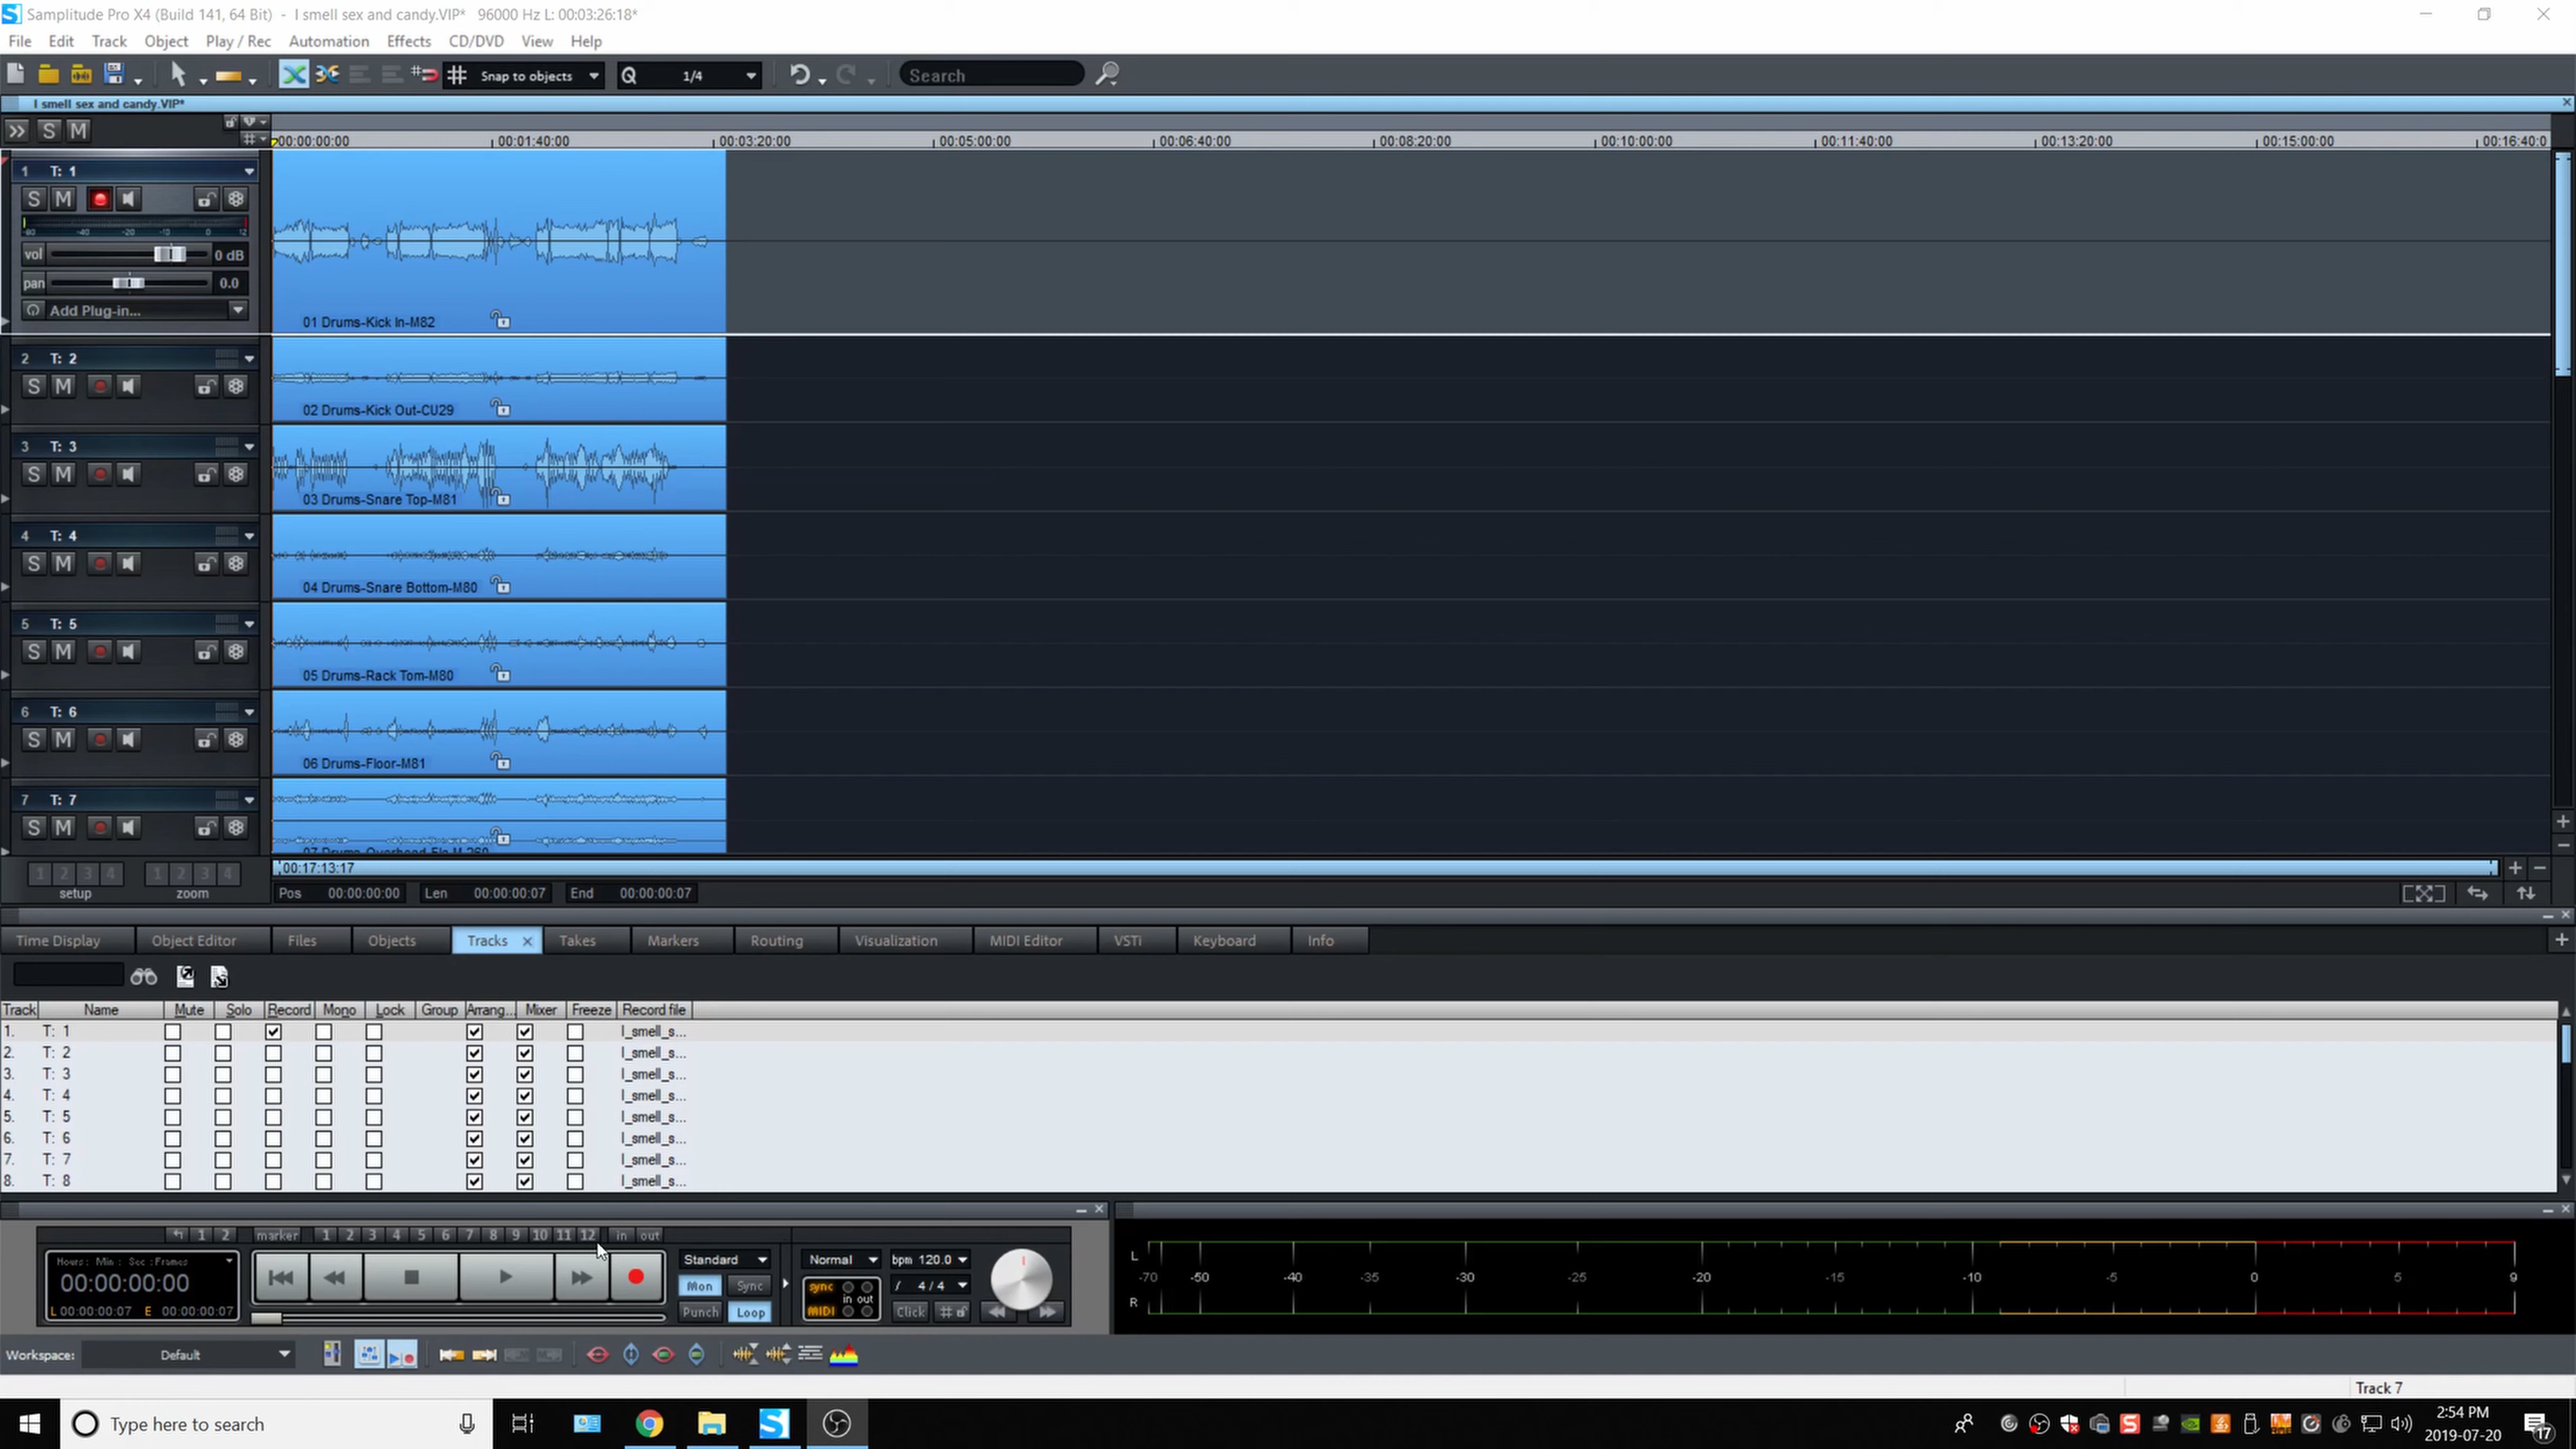 Samplitude Pro X4 (Build 141, 64 Bit) - I smell sex and candy.VIP* 96000 Hz L: 00:03:26:18*
File Edit Track Object Play / Rec Automation Effects CD/DVD View Help
Snap to objects Q 1/4 Search
I smell sex and candy.VIP*
S M
00:00:00:00 00:01:40:00 00:03:20:00 00:05:00:00 00:06:40:00 00:08:20:00 00:10:00:00 00:11:40:00 00:13:20:00 00:15:00:00 00:16:40:0
1 T: 1
S M
-80 -40 -20 -10 0 12
vol 0 dB
pan 0.0
Add Plug-in...
01 Drums-Kick In-M82
2 T: 2
S M
02 Drums-Kick Out-CU29
3 T: 3
S M
03 Drums-Snare Top-M81
4 T: 4
S M
04 Drums-Snare Bottom-M80
5 T: 5
S M
05 Drums-Rack Tom-M80
6 T: 6
S M
06 Drums-Floor-M81
7 T: 7
S M
1 2 3 4 1 2 3 4
setup zoom
00:17:13:17
Pos 00:00:00:00 Len 00:00:00:07 End 00:00:00:07
Time Display Object Editor Files Objects Tracks Takes Markers Routing Visualization MIDI Editor VSTi Keyboard Info
Track Name Mute Solo Record Mono Lock Group Arrang... Mixer Freeze Record file
1. T: 1 I_smell_s...
2. T: 2 I_smell_s...
3. T: 3 I_smell_s...
4. T: 4 I_smell_s...
5. T: 5 I_smell_s...
6. T: 6 I_smell_s...
7. T: 7 I_smell_s...
8. T: 8 I_smell_s...
1 2 marker 1 2 3 4 5 6 7 8 9 10 11 12 in out
Hours: Min : Sec :Frames
00:00:00:00
L 00:00:00:07 E 00:00:00:07
Standard
Mon Sync
Punch Loop
Normal bpm 120.0
sync in out MIDI
/ 4 / 4
Click #
L
-70 -50 -40 -35 -30 -25 -20 -15 -10 -5 0 5 9
R
Workspace: Default
Track 7
Type here to search
2:54 PM
2019-07-20
17